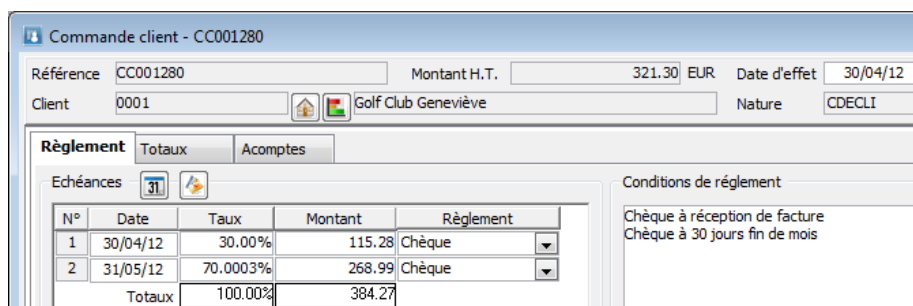 Commande client - CC001280
Référence CC001280 Montant H.T. 321.30 EUR Date d'effet 30/04/12
Client 0001 Golf Club Geneviève Nature CDECLI
Règlement Totaux Acomptes
Echéances 31 Conditions de réglement
N° Date Taux Montant Règlement
1 30/04/12 30.00% 115.28 Chèque
2 31/05/12 70.0003% 268.99 Chèque
Totaux 100.00% 384.27
Chèque à réception de facture
Chèque à 30 jours fin de mois